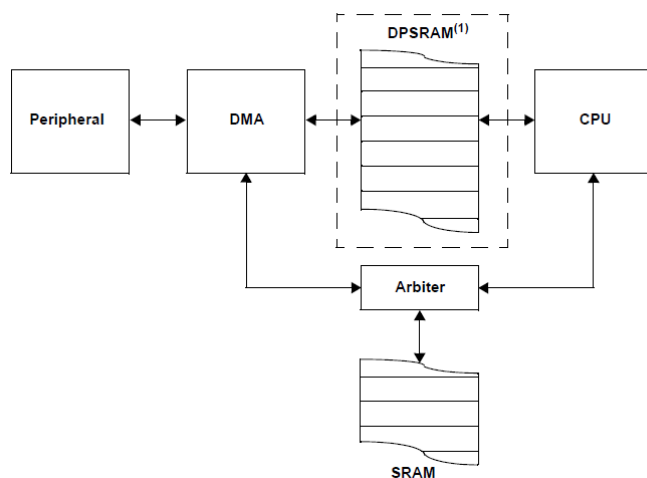 DPSRAM(1)
Peripheral
DMA
CPU
Arbiter
SRAM